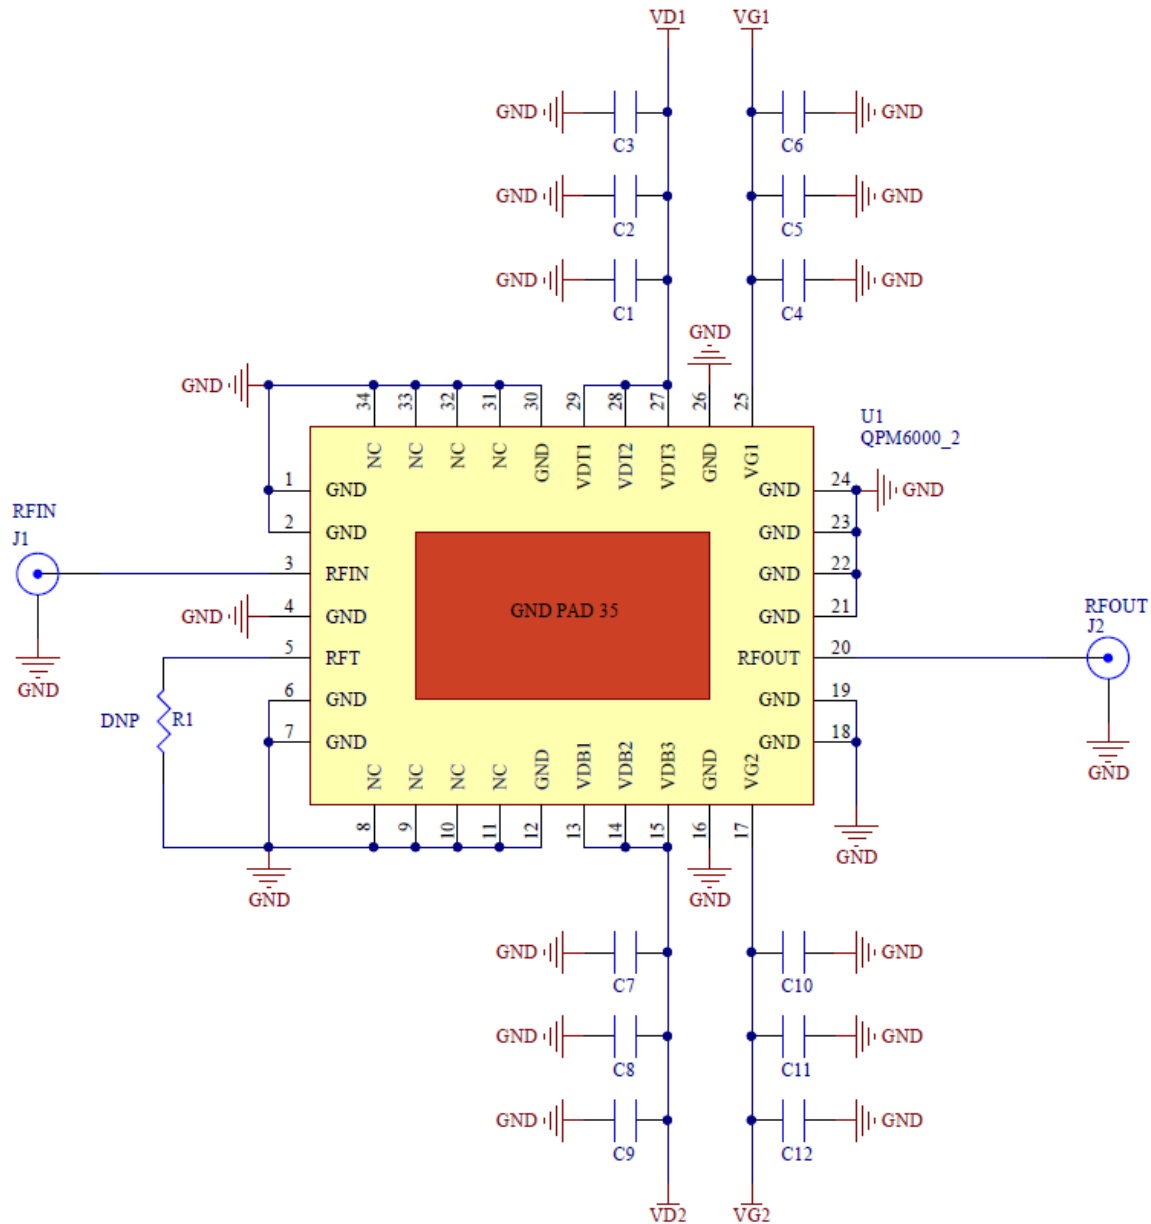 VD1 VG1
GND GND
C3 C6
GND GND
C2 C5
GND GND
C1 C4
GND
GND
34 33 32 31 30 29 28 27 26 25
U1
QPM6000_2
NC NC NC NC GND VDT1 VDT2 VDT3 GND VG1
1 GND GND 24 GND
RFIN
2 GND GND 23
J1
3 RFIN GND 22
RFOUT
GND 4 GND GND PAD 35 GND 21
J2
5 RFT RFOUT 20
GND
6 GND GND 19
DNP R1
7 GND GND 18
GND
NC NC NC NC GND VDB1 VDB2 VDB3 GND VG2
8 9 10 11 12 13 14 15 16 17
GND
GND GND
GND GND
C7 C10
GND GND
C8 C11
GND GND
C9 C12
VD2 VG2